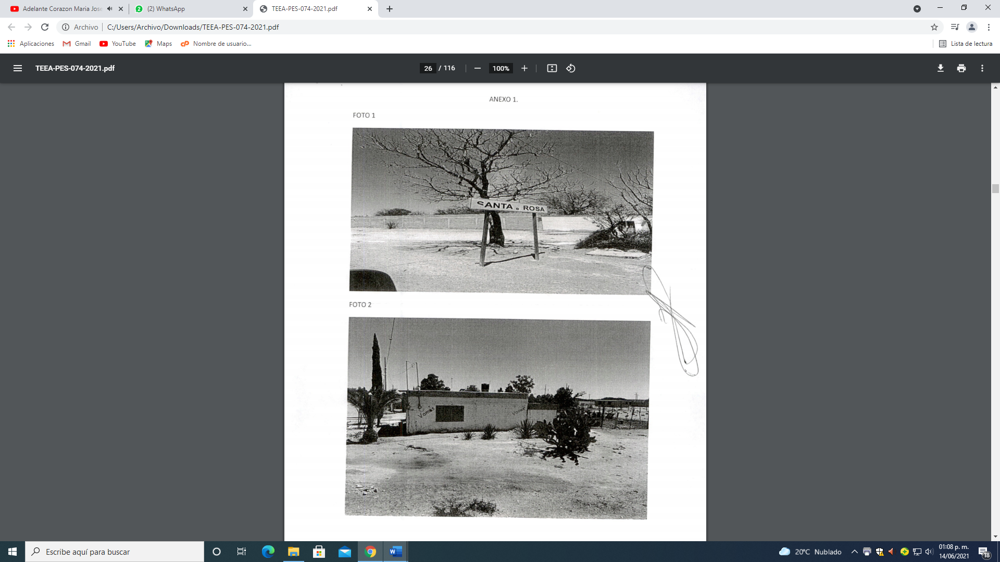 Adelante Corazon Maria Jose
(2) WhatsApp
TEEA-PES-074-2021.pdf
Archivo
C:/Users/Archivo/Downloads/TEEA-PES-074-2021.pdf
Aplicaciones
Gmail
YouTube
Maps
Nombre de usuario...
Lista de lectura
TEEA-PES-074-2021.pdf
26 / 116
100%
ANEXO 1.
FOTO 1
SANTA ROSA
FOTO 2
Vamos
Vamos
Escribe aquí para buscar
20°C Nublado
01:08 p. m.
14/06/2021
18